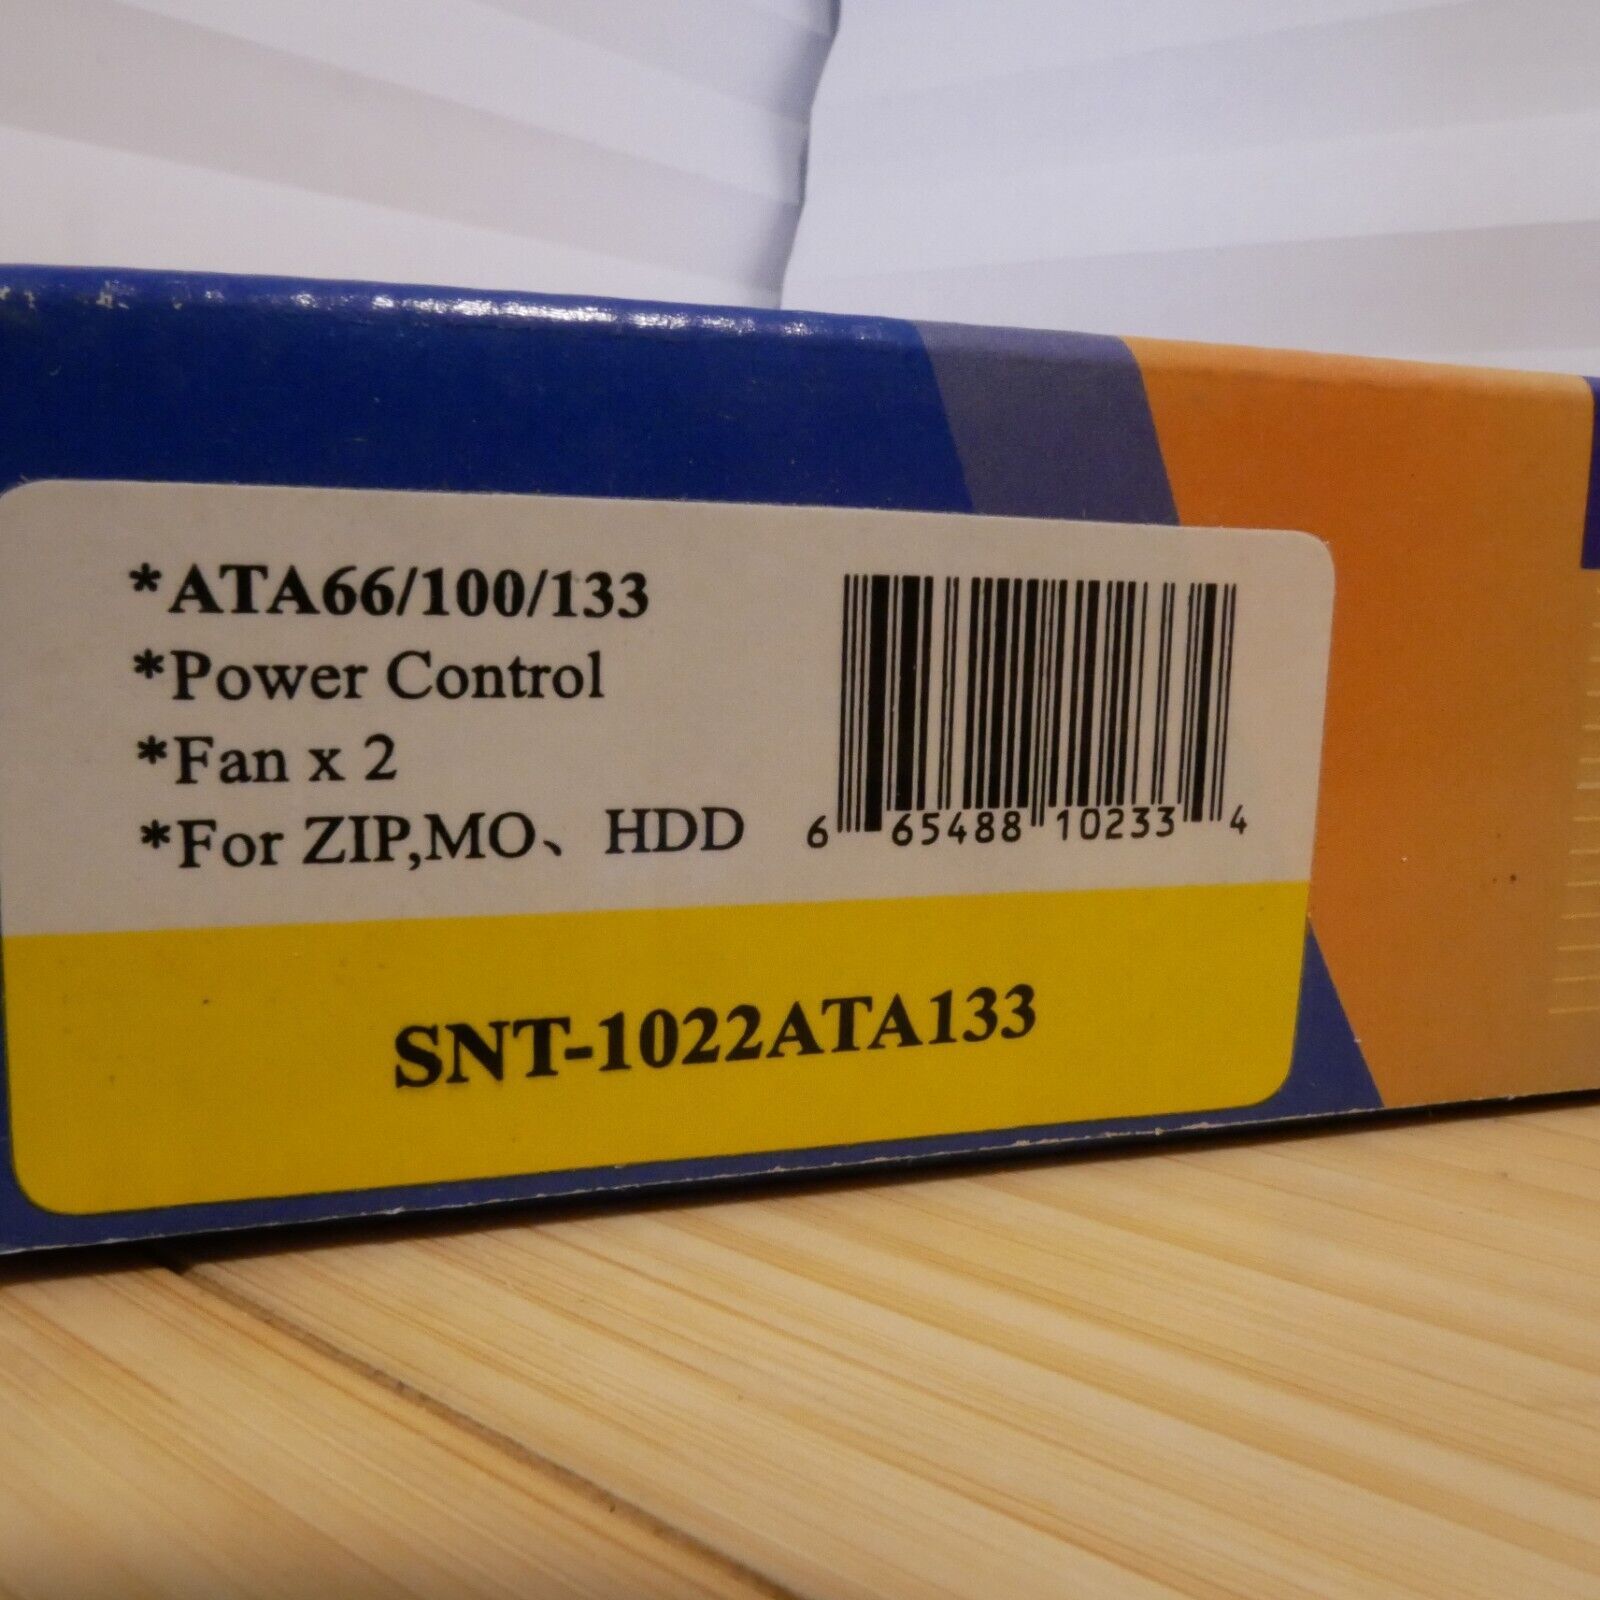 *ATA66/100/133
*Power Control
*Fan x 2
*For ZIP,MO、 HDD
6 65488 10233 4
SNT-1022ATA133